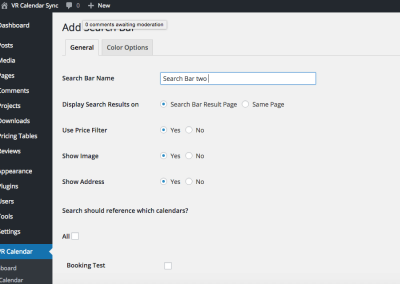 VR Calendar Sync 0 + New
0 comments awaiting moderation
Add Search Bar
General Color Options
Search Bar Name Search Bar two
Display Search Results on Search Bar Result Page Same Page
Use Price Filter Yes No
Show Image Yes No
Show Address Yes No
Search should reference which calendars?
All
Booking Test
Dashboard
Posts
Media
Pages
Comments
Projects
Downloads
Pricing Tables
Reviews
Appearance
Plugins
Users
Tools
Settings
VR Calendar
board
Calendar